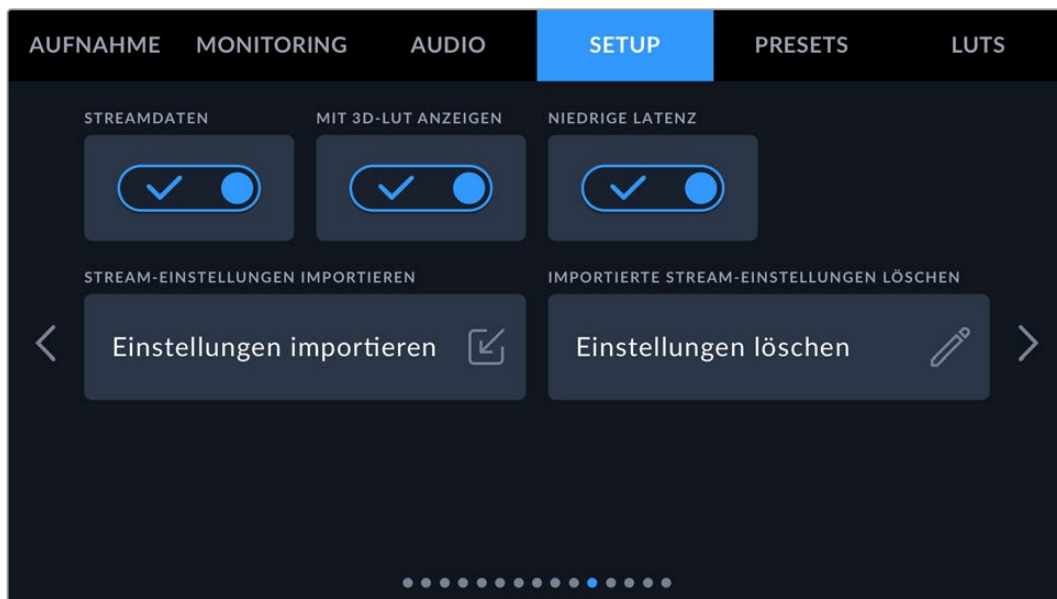 AUFNAHME MONITORING AUDIO SETUP PRESETS LUTS
STREAMDATEN MIT 3D-LUT ANZEIGEN NIEDRIGE LATENZ
STREAM-EINSTELLUNGEN IMPORTIEREN IMPORTIERTE STREAM-EINSTELLUNGEN LÖSCHEN
Einstellungen importieren Einstellungen löschen